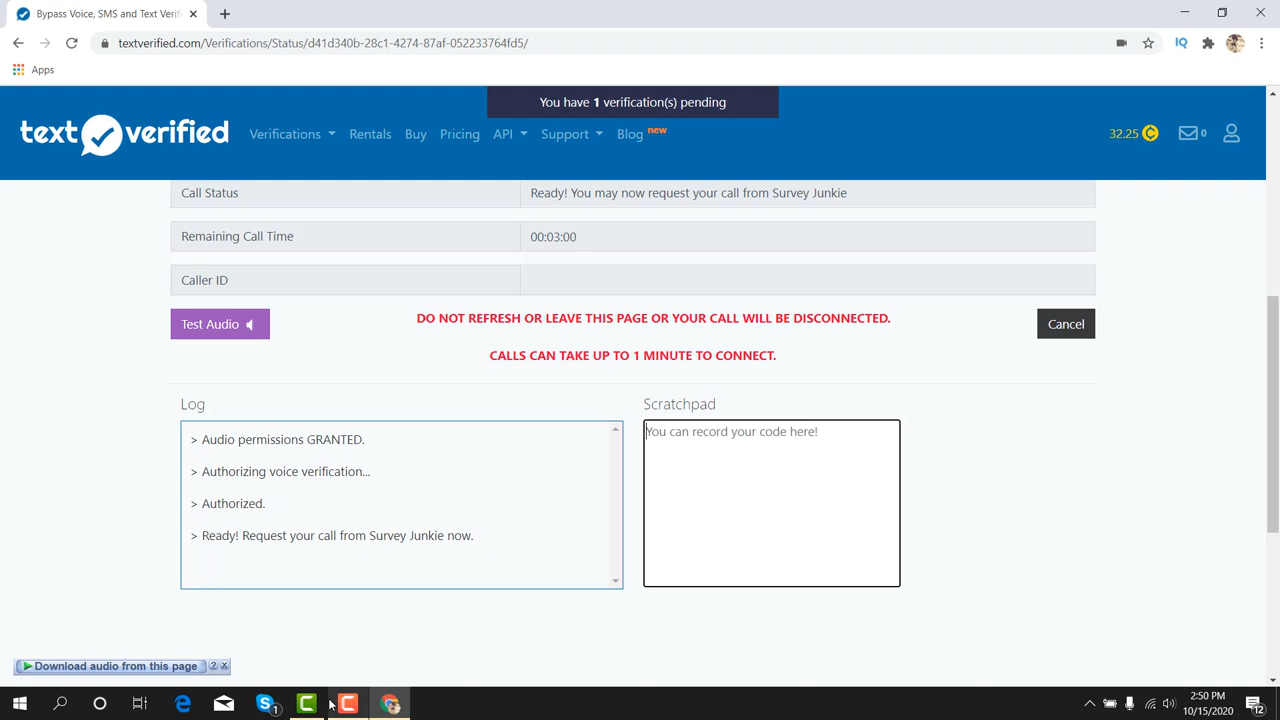 Bypass Voice, SMS and Text Verif
textverified.com/Verifications/Status/d41d340b-28c1-4274-87af-052233764fd5/
IQ
Apps
You have 1 verification(s) pending
text verified
Verifications
Rentals
Buy
Pricing
API
Support
Blog new
32.25
0
Call Status
Ready! You may now request your call from Survey Junkie
Remaining Call Time
00:03:00
Caller ID
Test Audio
DO NOT REFRESH OR LEAVE THIS PAGE OR YOUR CALL WILL BE DISCONNECTED.
Cancel
CALLS CAN TAKE UP TO 1 MINUTE TO CONNECT.
Log
Scratchpad
> Audio permissions GRANTED.
> Authorizing voice verification...
> Authorized.
> Ready! Request your call from Survey Junkie now.
You can record your code here!
Download audio from this page ? x
2:50 PM
10/15/2020
12